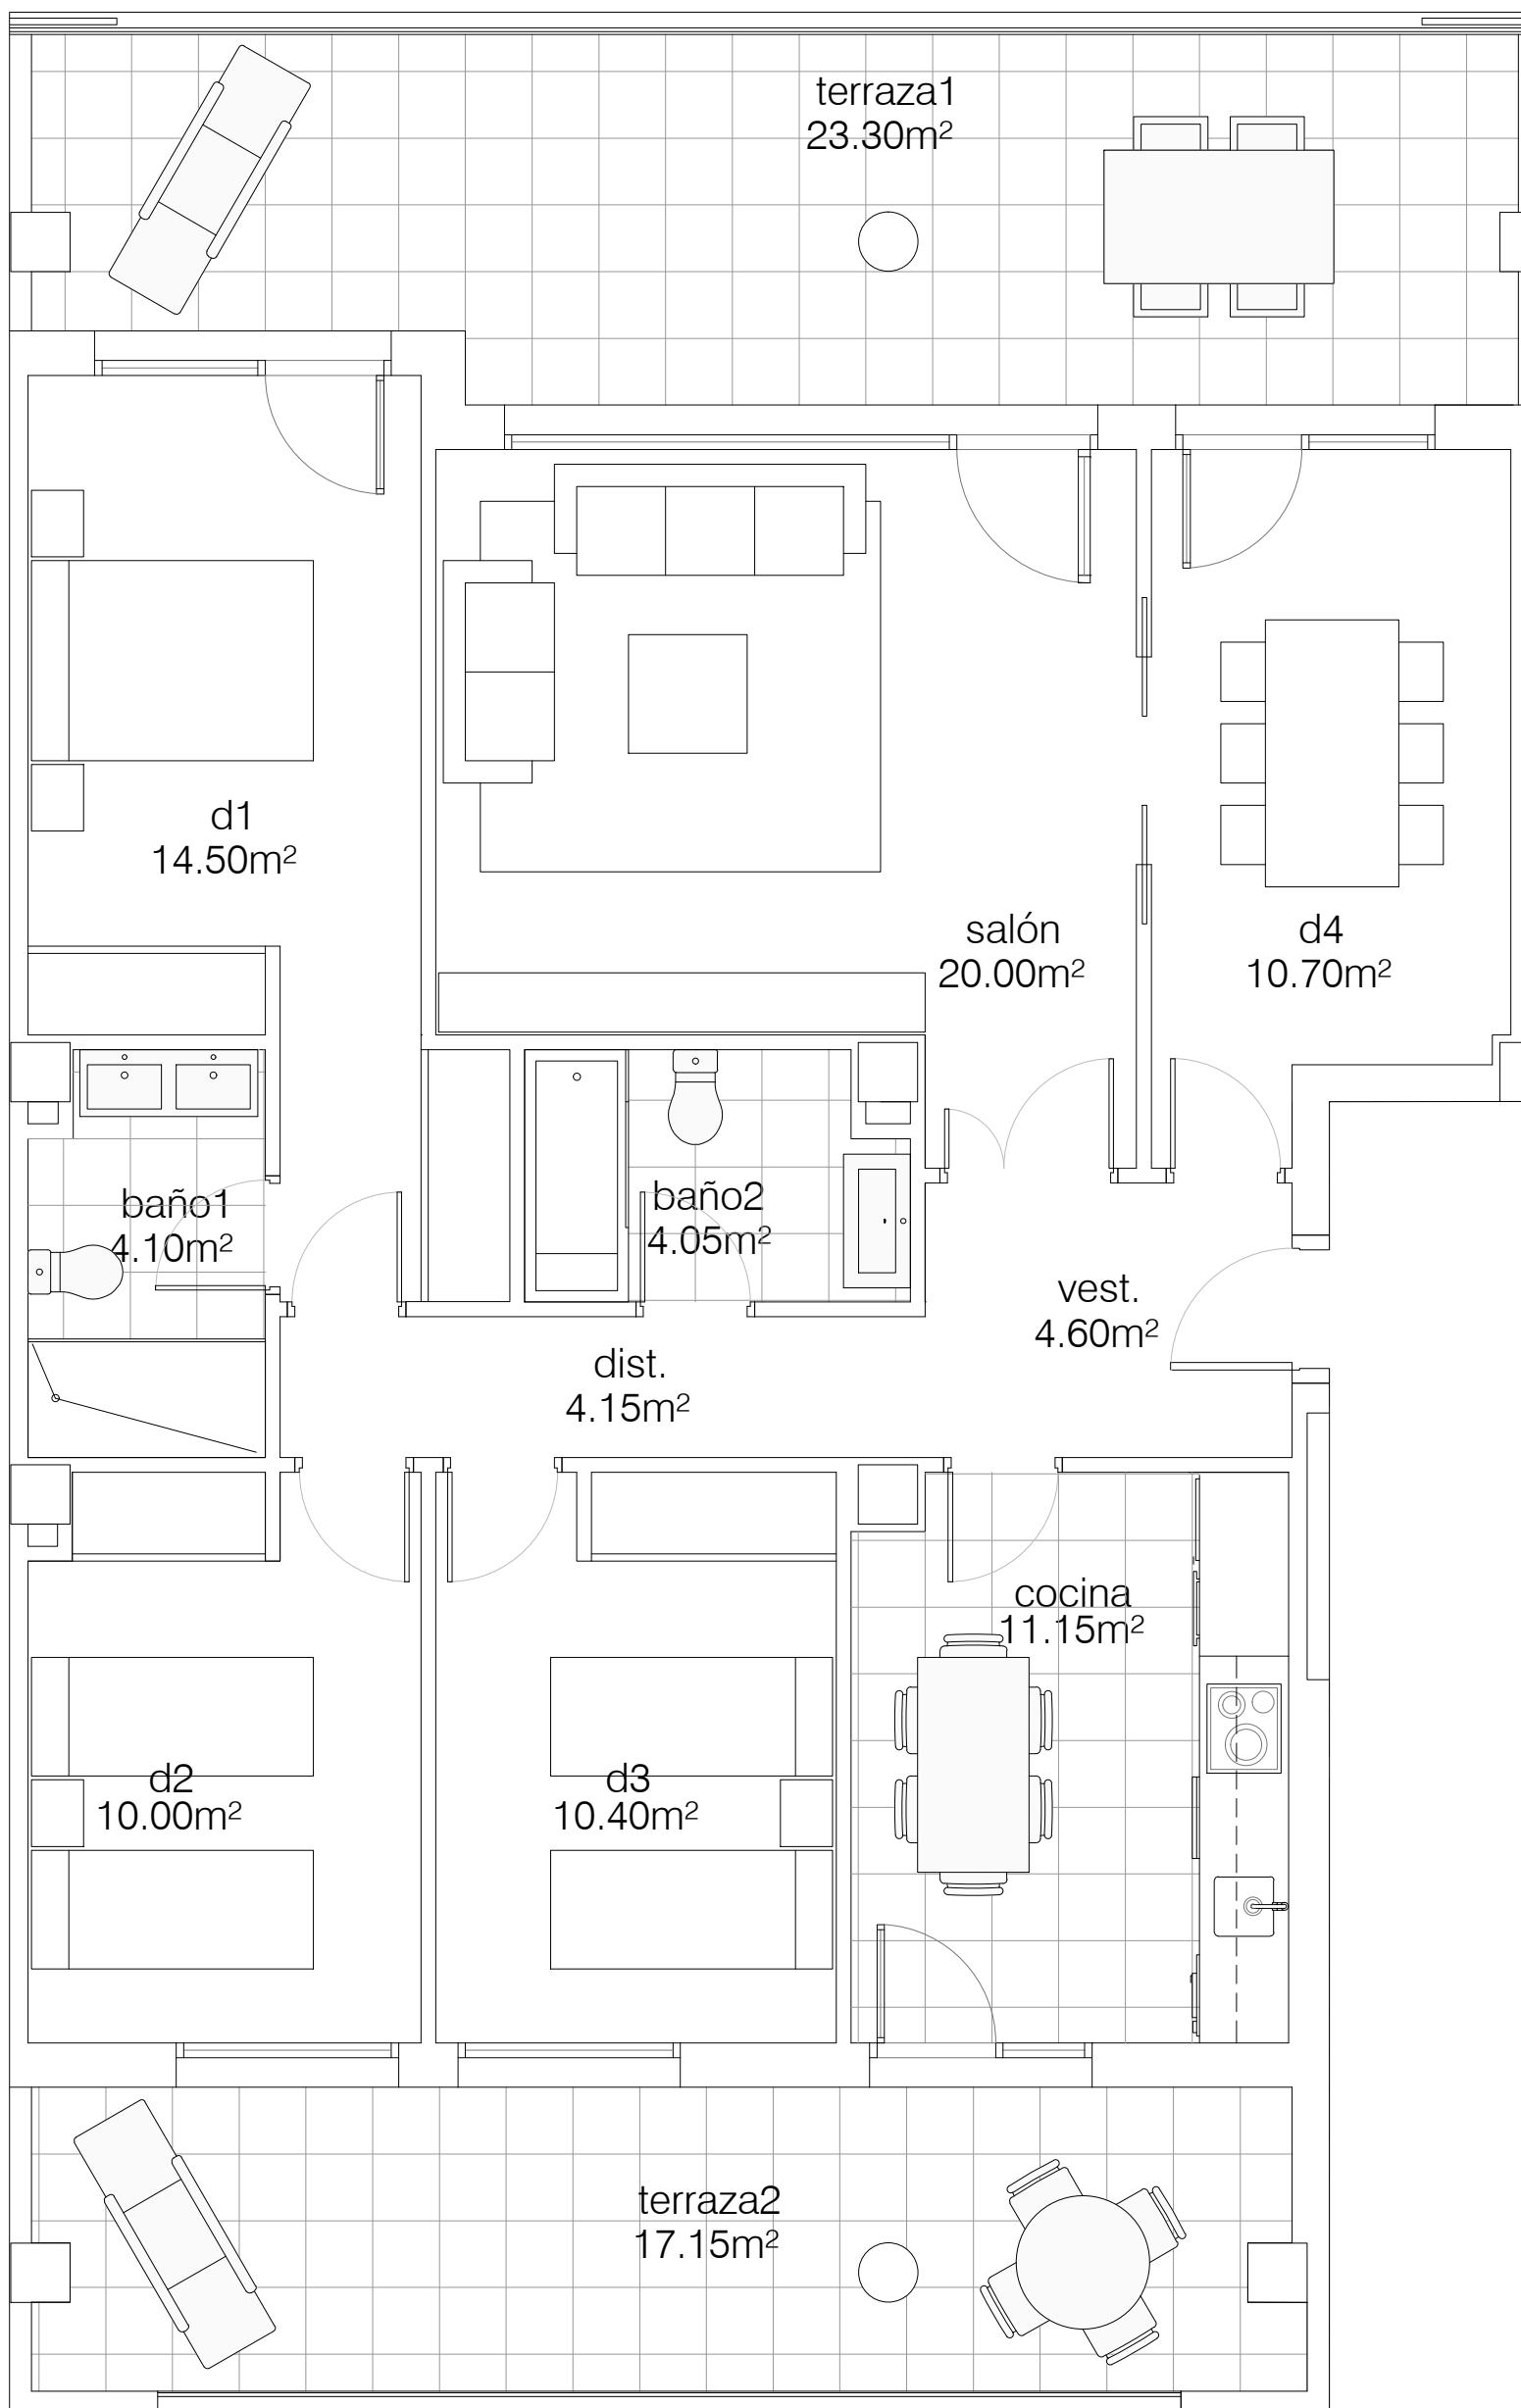 terraza1
23.30m²
d1
14.50m²
salón
20.00m²
d4
10.70m²
baño1
4.10m²
baño2
4.05m²
vest.
4.60m²
dist.
4.15m²
cocina
11.15m²
d2
10.00m²
d3
10.40m²
terraza2
17.15m²